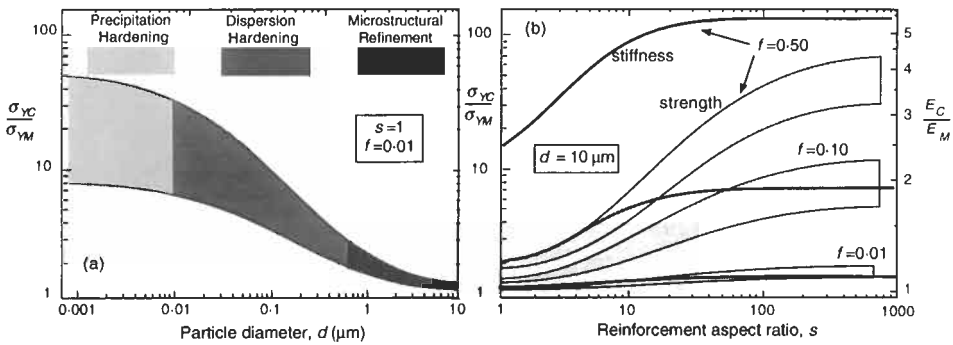 Precipitation Hardening
Dispersion Hardening
Microstructural Refinement
100
σYC
σYM
10
1
s=1
f=0·01
(a)
0·001
0·01
0·1
1
10
Particle diameter, d (μm)
(b)
100
σYC
σYM
10
1
stiffness
f=0·50
strength
d = 10 μm
f=0·10
f=0·01
5
4
3
EC
EM
2
1
1
10
100
1000
Reinforcement aspect ratio, s